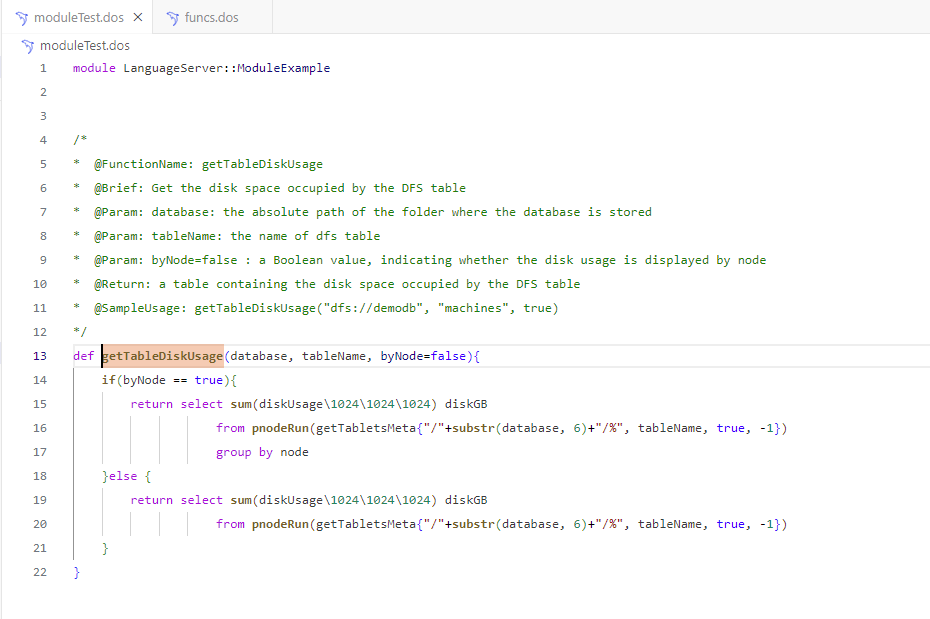 moduleTest.dos
funcs.dos
moduleTest.dos
1 module LanguageServer::ModuleExample
2
3
4 /*
5 *  @FunctionName: getTableDiskUsage
6 *  @Brief: Get the disk space occupied by the DFS table
7 *  @Param: database: the absolute path of the folder where the database is stored
8 *  @Param: tableName: the name of dfs table
9 *  @Param: byNode=false : a Boolean value, indicating whether the disk usage is displayed by node
10 *  @Return: a table containing the disk space occupied by the DFS table
11 *  @SampleUsage: getTableDiskUsage("dfs://demodb", "machines", true)
12 */
13 def getTableDiskUsage(database, tableName, byNode=false){
14     if(byNode == true){
15         return select sum(diskUsage\1024\1024\1024) diskGB
16                     from pnodeRun(getTabletsMeta{"/"+substr(database, 6)+"/%", tableName, true, -1})
17                     group by node
18     }else {
19         return select sum(diskUsage\1024\1024\1024) diskGB
20                     from pnodeRun(getTabletsMeta{"/"+substr(database, 6)+"/%", tableName, true, -1})
21     }
22 }